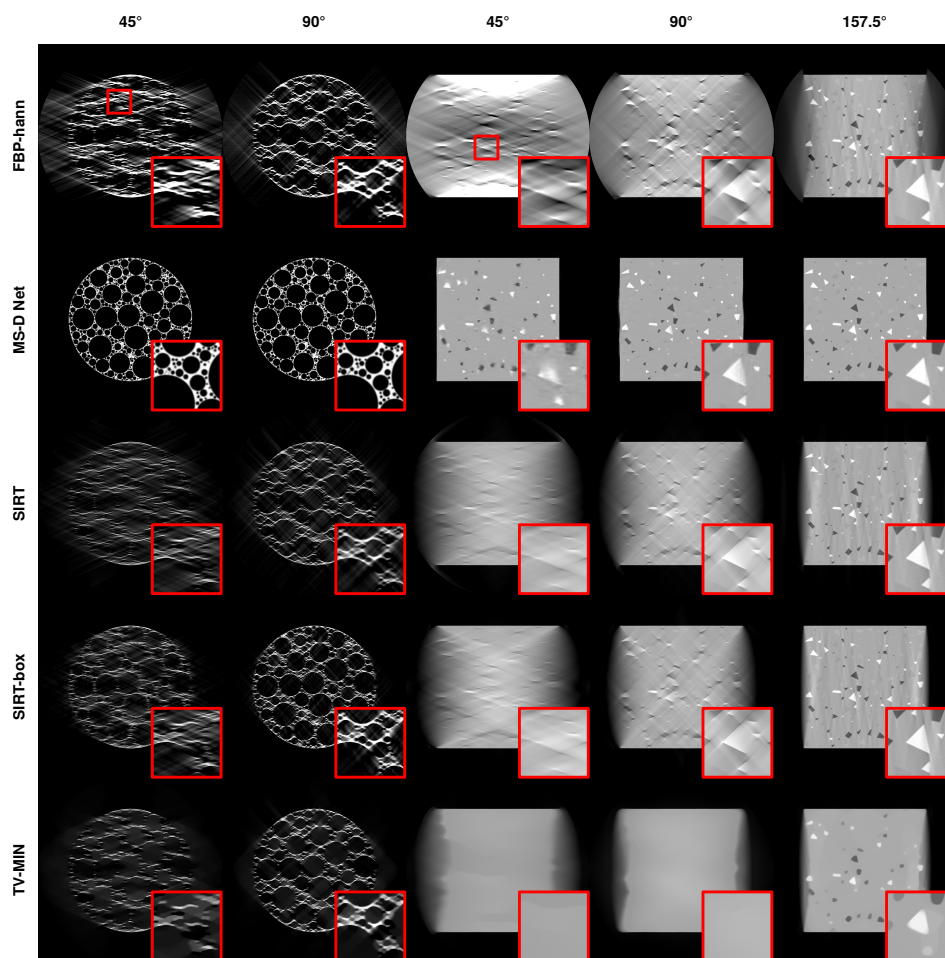 45° 90° 45° 90° 157.5°
FBP-hann
MS-D Net
SIRT
SIRT-box
TV-MIN